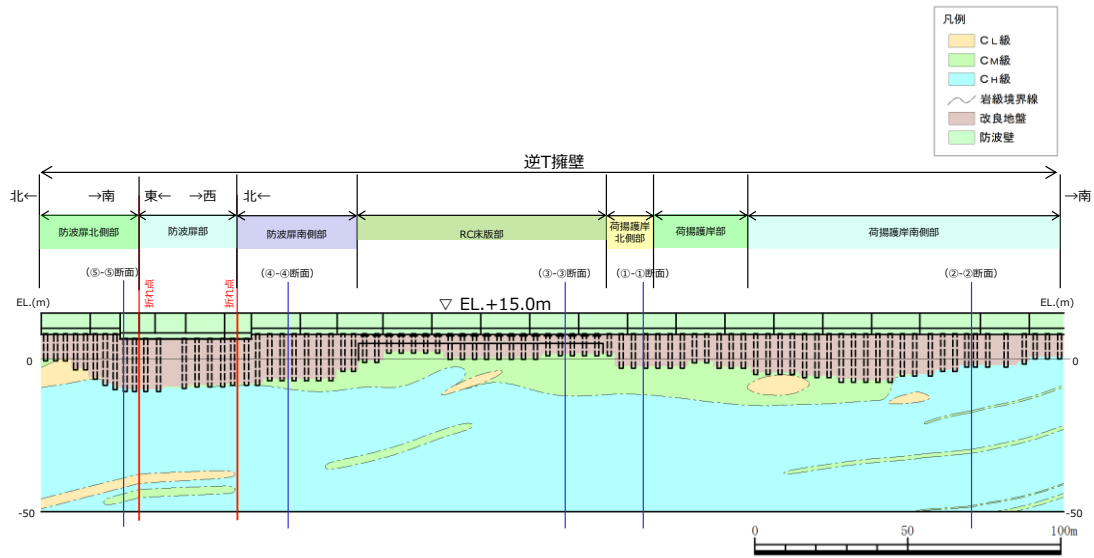 凡例
CL級
CM級
CH級
岩級境界線
改良地盤
防波壁
逆T擁壁
北← →南 東← →西 北← →南
防波扉北側部
防波扉部
防波扉南側部
RC床版部
荷揚護岸
北側部
荷揚護岸部
荷揚護岸南側部
(⑤-⑤断面)
(④-④断面)
(③-③断面)
(①-①断面)
(②-②断面)
折れ点
折れ点
EL.(m)
▽ EL.+15.0m
EL.(m)
0
0
-50
-50
0 50 100m